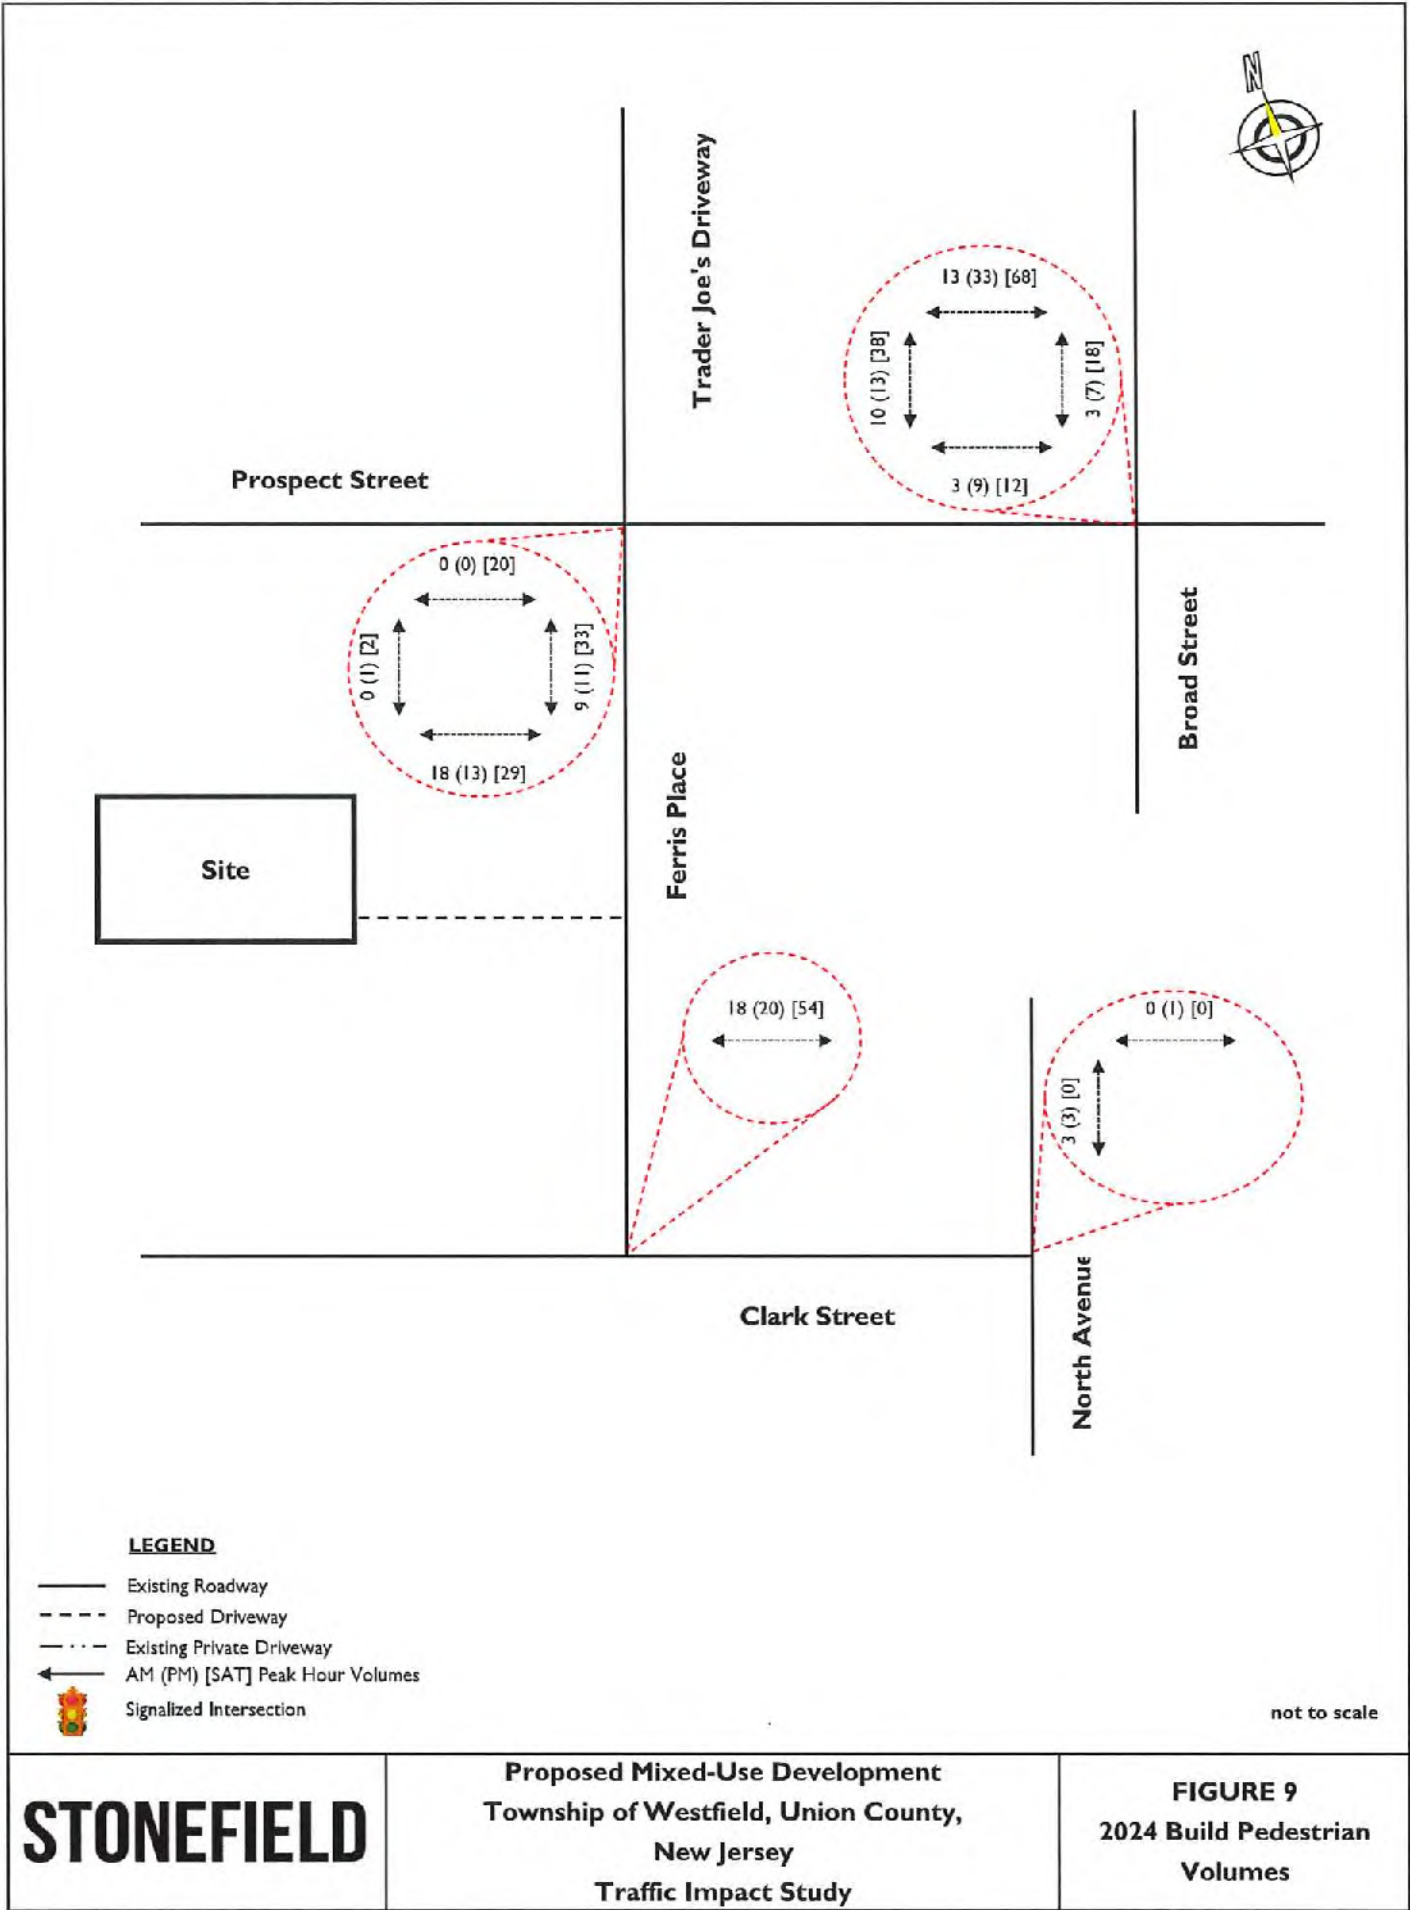 N
Trader Joe's Driveway
13 (33) [68]
10 (13) [38]
3 (7) [18]
3 (9) [12]
Prospect Street
0 (0) [20]
0 (1) [2]
9 (11) [33]
18 (13) [29]
Broad Street
Ferris Place
Site
18 (20) [54]
0 (1) [0]
3 (3) [0]
Clark Street
North Avenue
LEGEND
Existing Roadway
Proposed Driveway
Existing Private Driveway
AM (PM) [SAT] Peak Hour Volumes
Signalized Intersection
not to scale
STONEFIELD
Proposed Mixed-Use Development
Township of Westfield, Union County,
New Jersey
Traffic Impact Study
FIGURE 9
2024 Build Pedestrian
Volumes